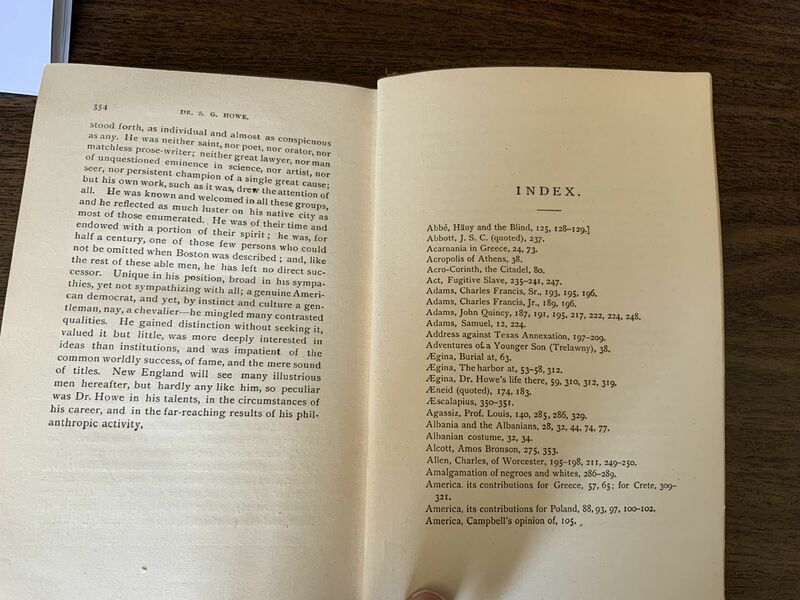 354
DR. S. G. HOWE.
stood forth, as individual and almost as conspicuous
as any. He was neither saint, nor poet, nor orator, nor
matchless prose-writer; neither great lawyer, nor man
of unquestioned eminence in science, nor artist, nor
seer, nor persistent champion of a single great cause;
but his own work, such as it was, drew the attention of
all. He was known and welcomed in all these groups,
and he reflected as much luster on his native city as
most of those enumerated. He was of their time and
endowed with a portion of their spirit; he was, for
half a century, one of those few persons who could
not be omitted when Boston was described; and, like
the rest of these able men, he has left no direct suc-
cessor. Unique in his position, broad in his sympa-
thies, yet not sympathizing with all; a genuine Ameri-
can democrat, and yet, by instinct and culture a gen-
tleman, nay, a chevalier—he mingled many contrasted
qualities. He gained distinction without seeking it,
valued it but little, was more deeply interested in
ideas than institutions, and was impatient of the
common worldly success, of fame, and the mere sound
of titles. New England will see many illustrious
men hereafter, but hardly any like him, so peculiar
was Dr. Howe in his talents, in the circumstances of
his career, and in the far-reaching results of his phil-
anthropic activity.
INDEX.
Abbé, Häuy and the Blind, 125, 128-129.]
Abbott, J. S. C. (quoted), 237.
Acarnania in Greece, 24, 73.
Acropolis of Athens, 38.
Acro-Corinth, the Citadel, 80.
Act, Fugitive Slave, 235-241, 247.
Adams, Charles Francis, Sr., 193, 195, 196.
Adams, Charles Francis, Jr., 189, 196.
Adams, John Quincy, 187, 191, 195, 217, 222, 224, 248.
Adams, Samuel, 12, 224.
Address against Texas Annexation, 197-209.
Adventures of a Younger Son (Trelawny), 38.
Ægina, Burial at, 63.
Ægina, The harbor at, 53-58, 312.
Ægina, Dr. Howe's life there, 59, 310, 312, 319.
Æneid (quoted), 174, 183.
Æscalapius, 350-351.
Agassiz, Prof. Louis, 140, 285, 286, 329.
Albania and the Albanians, 28, 32, 44, 74, 77.
Albanian costume, 32, 34.
Alcott, Amos Bronson, 275, 353.
Allen, Charles, of Worcester, 195-198, 211, 249-250.
Amalgamation of negroes and whites, 286-289.
America, its contributions for Greece, 57, 65; for Crete, 309-
321.
America, its contributions for Poland, 88, 93, 97, 100-102.
America, Campbell's opinion of, 105.